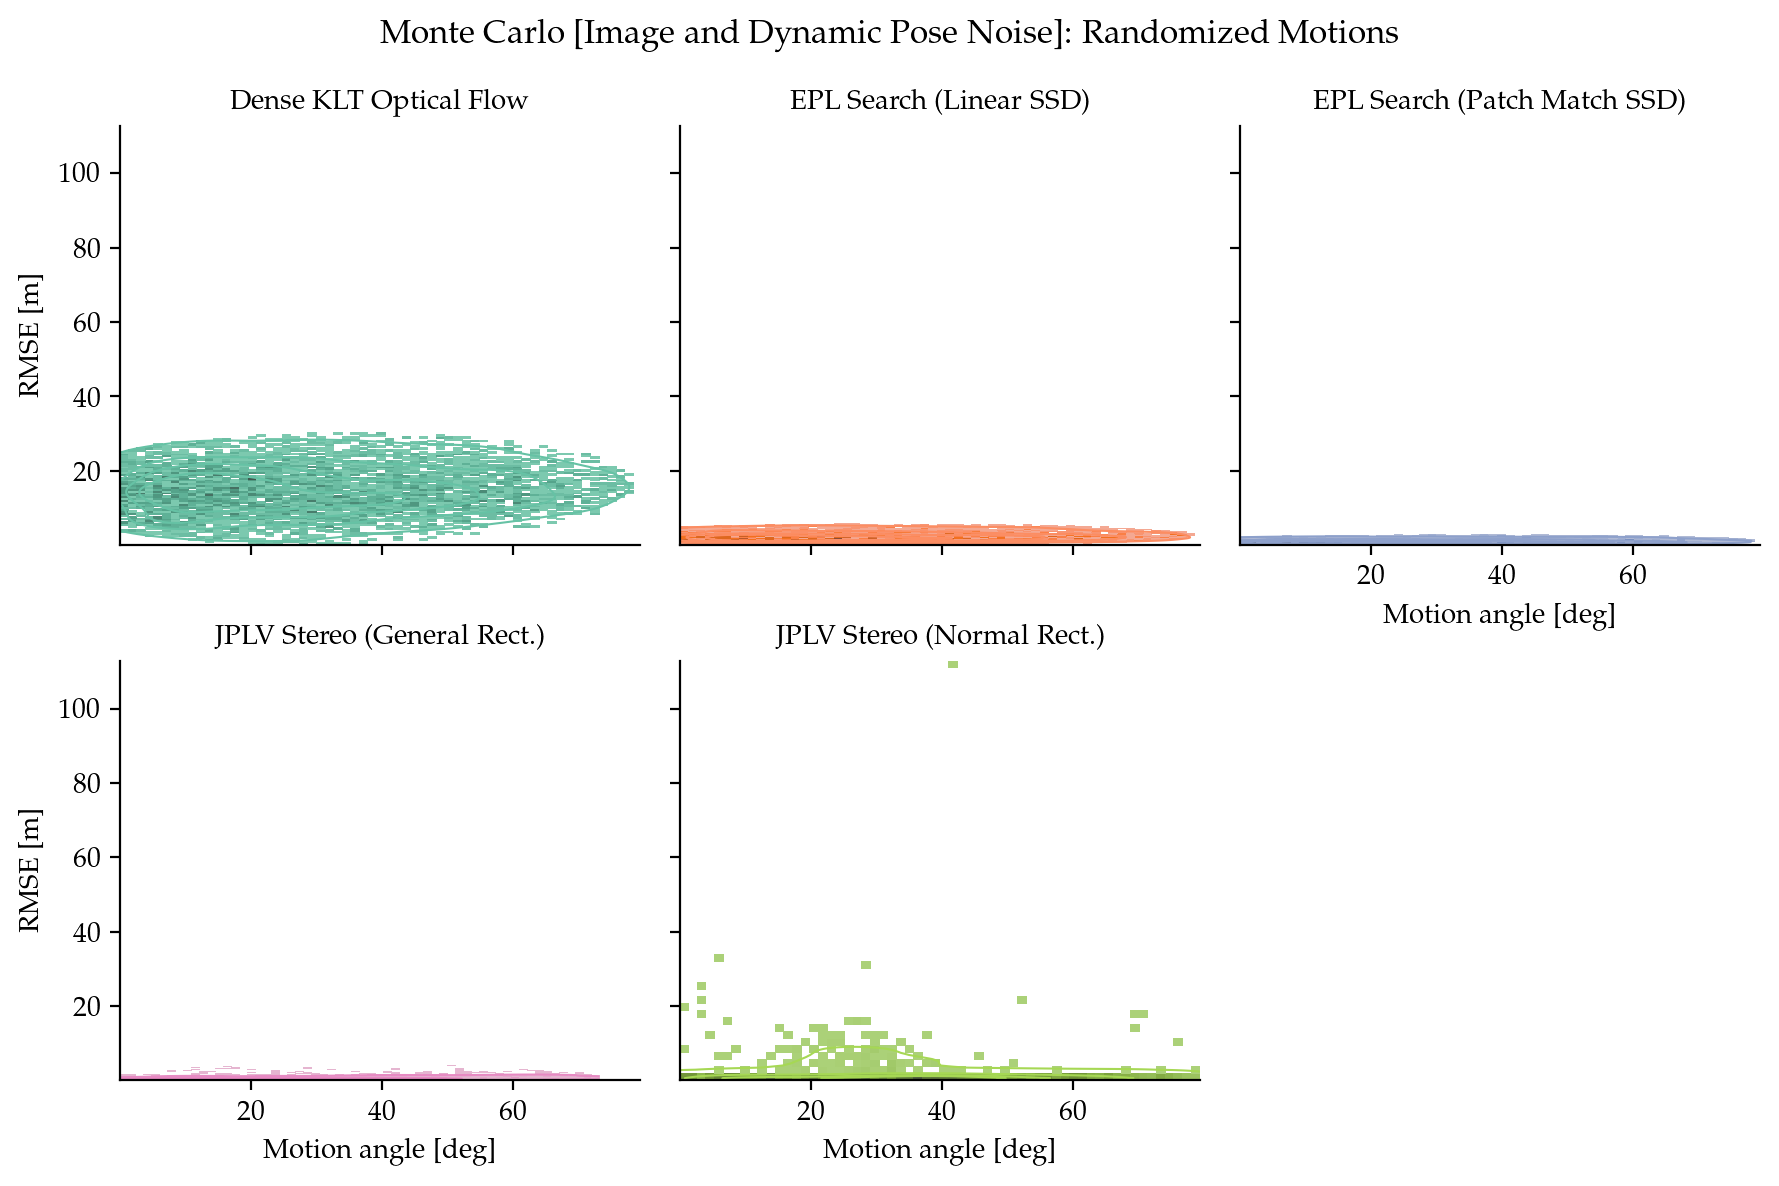 Monte Carlo [Image and Dynamic Pose Noise]: Randomized Motions
Dense KLT Optical Flow
EPL Search (Linear SSD)
EPL Search (Patch Match SSD)
RMSE [m]
100
80
60
40
20
20 40 60
Motion angle [deg]
JPLV Stereo (General Rect.)
JPLV Stereo (Normal Rect.)
RMSE [m]
100
80
60
40
20
20 40 60
Motion angle [deg]
20 40 60
Motion angle [deg]